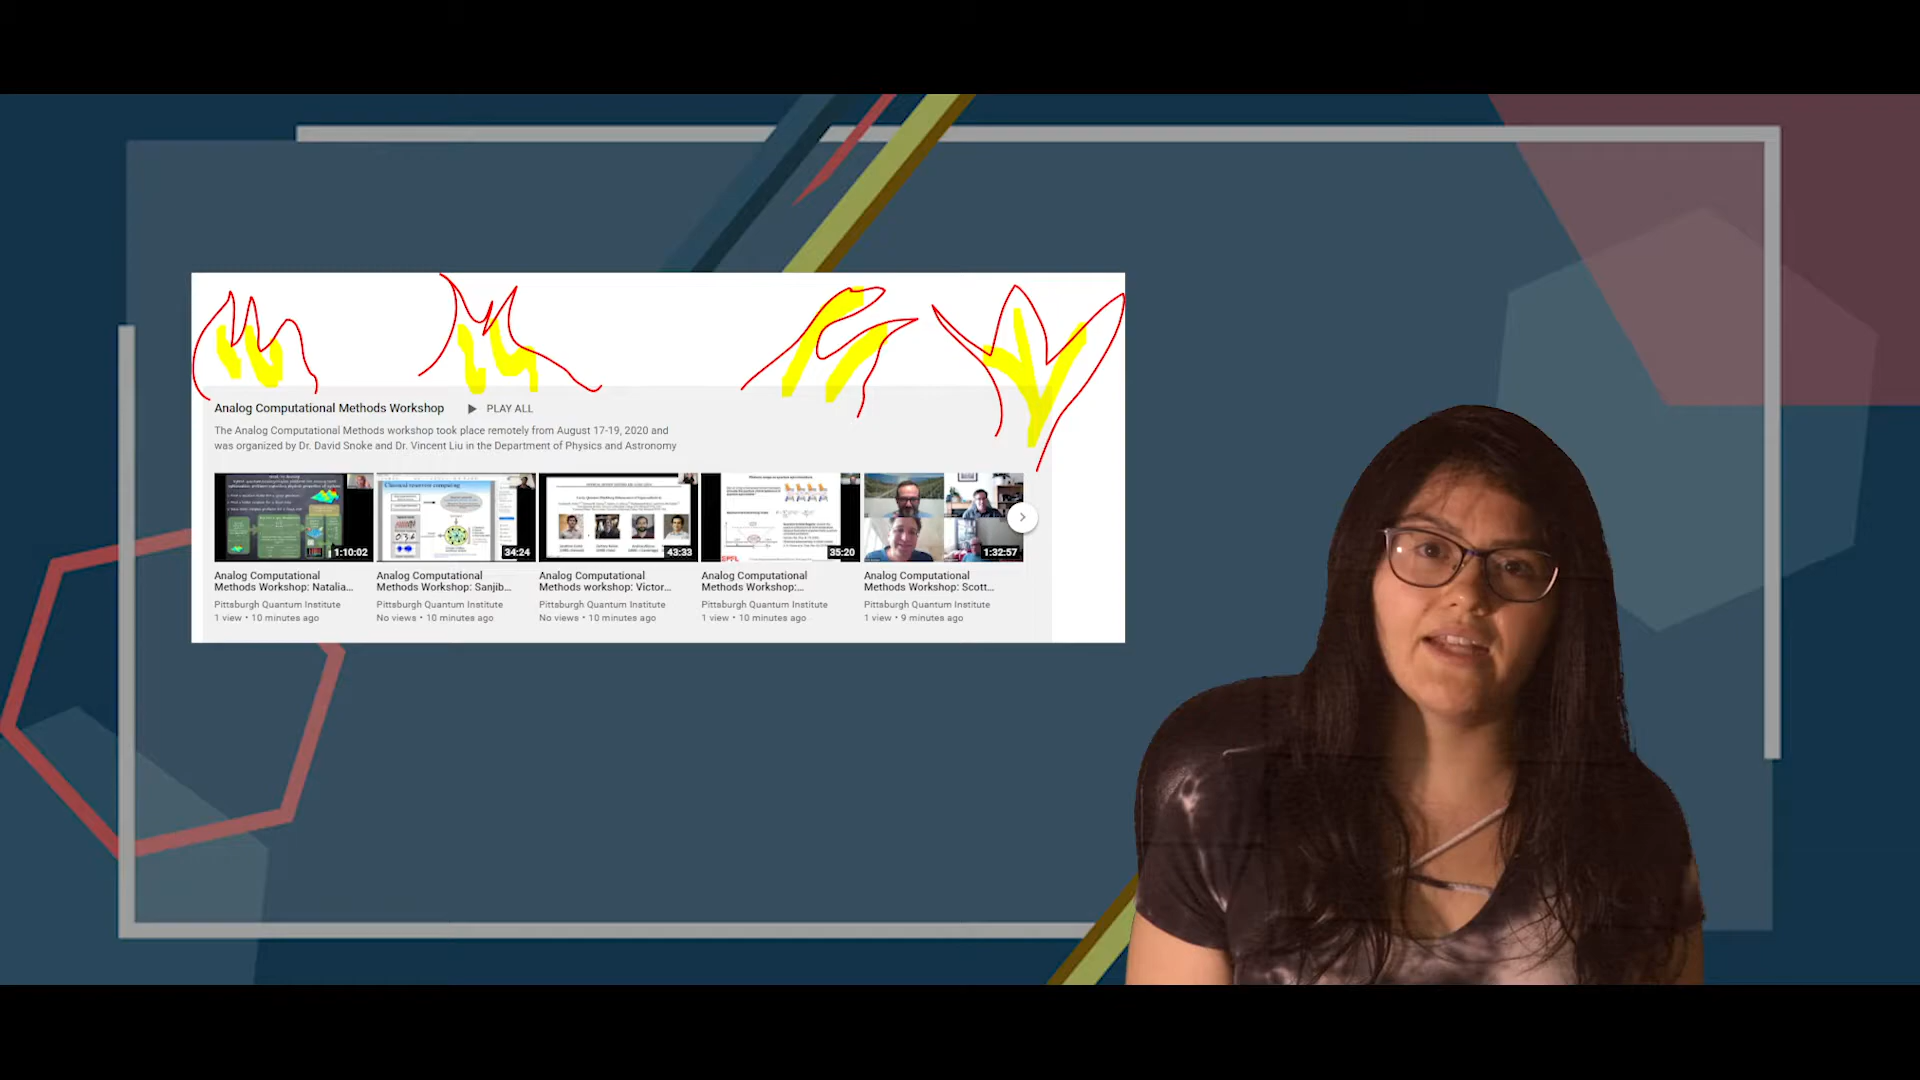 Analog Computational Methods Workshop PLAY ALL
The Analog Computational Methods workshop took place remotely from August 17-19, 2020 and
was organized by Dr. David Snoke and Dr. Vincent Liu in the Department of Physics and Astronomy
Classical reservoir computing
EPFL
1:10:02 34:24 43:33 35:20 1:32:57
Analog Computational
Methods Workshop: Natalia...
Pittsburgh Quantum Institute
1 view • 10 minutes ago
Analog Computational
Methods Workshop: Sanjib...
Pittsburgh Quantum Institute
No views • 10 minutes ago
Analog Computational
Methods workshop: Victor...
Pittsburgh Quantum Institute
No views • 10 minutes ago
Analog Computational
Methods Workshop:...
Pittsburgh Quantum Institute
1 view • 10 minutes ago
Analog Computational
Methods Workshop: Scott...
Pittsburgh Quantum Institute
1 view • 9 minutes ago